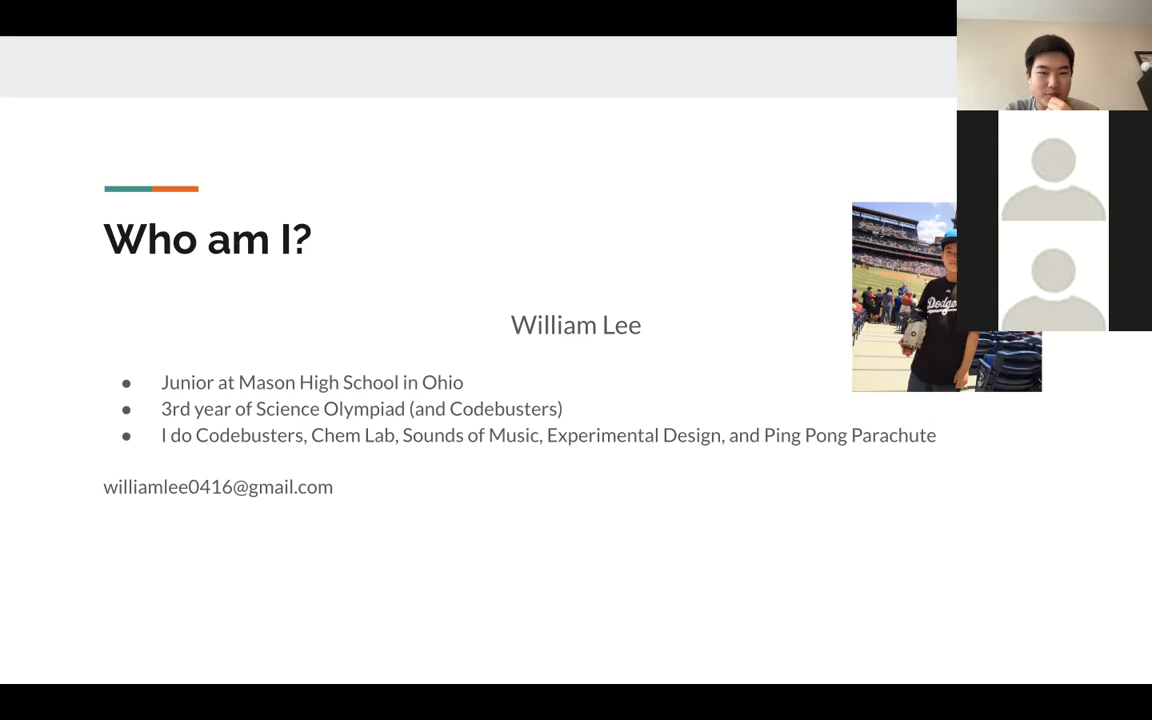 Who am I?
William Lee
● Junior at Mason High School in Ohio
● 3rd year of Science Olympiad (and Codebusters)
● I do Codebusters, Chem Lab, Sounds of Music, Experimental Design, and Ping Pong Parachute
williamlee0416@gmail.com